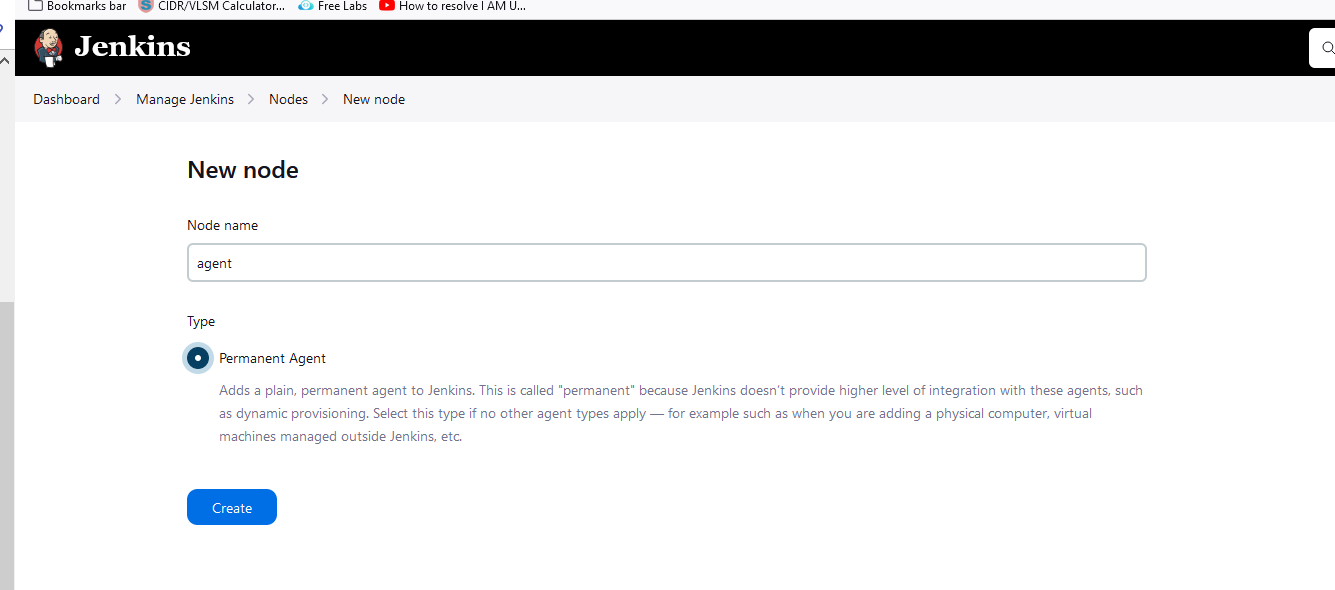 Bookmarks bar CIDR/VLSM Calculator... Free Labs How to resolve I AM U...
Jenkins
Dashboard Manage Jenkins Nodes New node
New node
Node name
agent
Type
Permanent Agent
Adds a plain, permanent agent to Jenkins. This is called "permanent" because Jenkins doesn't provide higher level of integration with these agents, such
as dynamic provisioning. Select this type if no other agent types apply — for example such as when you are adding a physical computer, virtual
machines managed outside Jenkins, etc.
Create